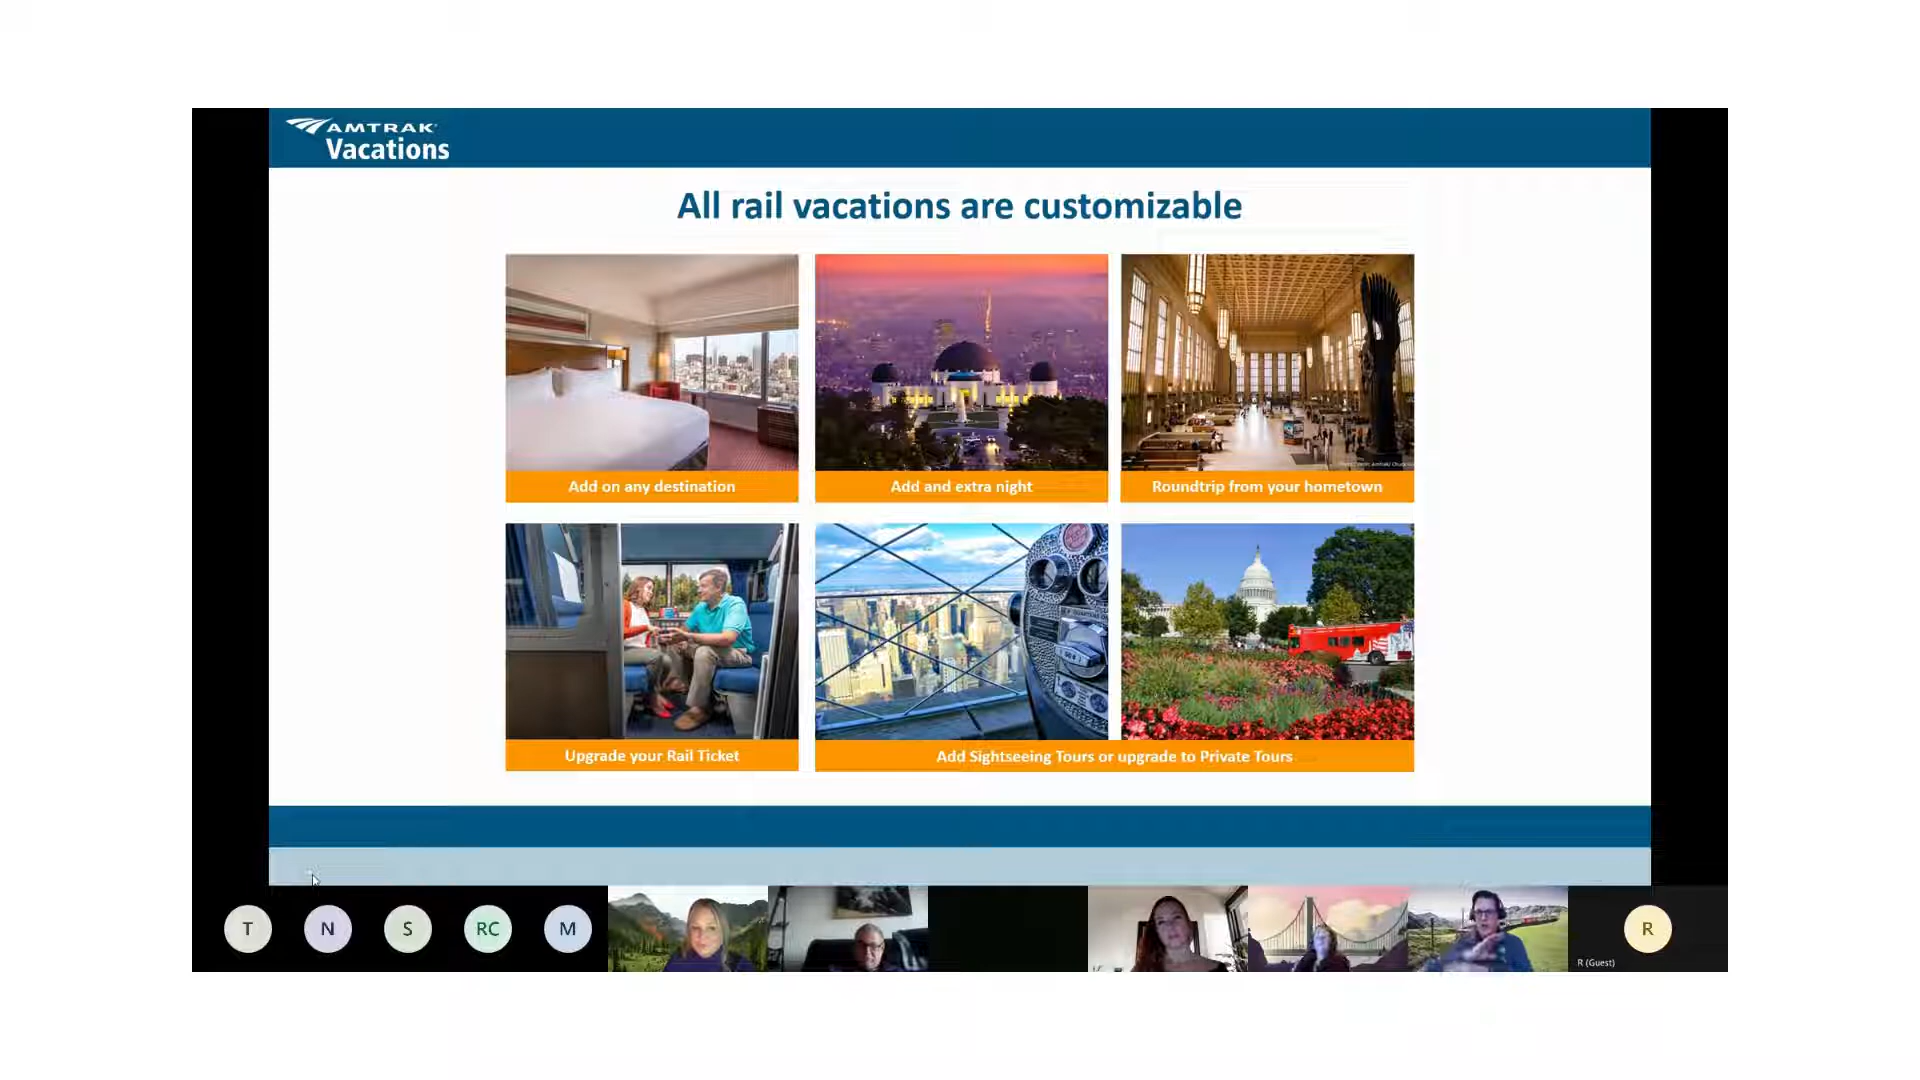 AMTRAK
Vacations
All rail vacations are customizable
Add on any destination
Add and extra night
Roundtrip from your hometown
Upgrade your Rail Ticket
Add Sightseeing Tours or upgrade to Private Tours
T
N
S
RC
M
R
R (Guest)